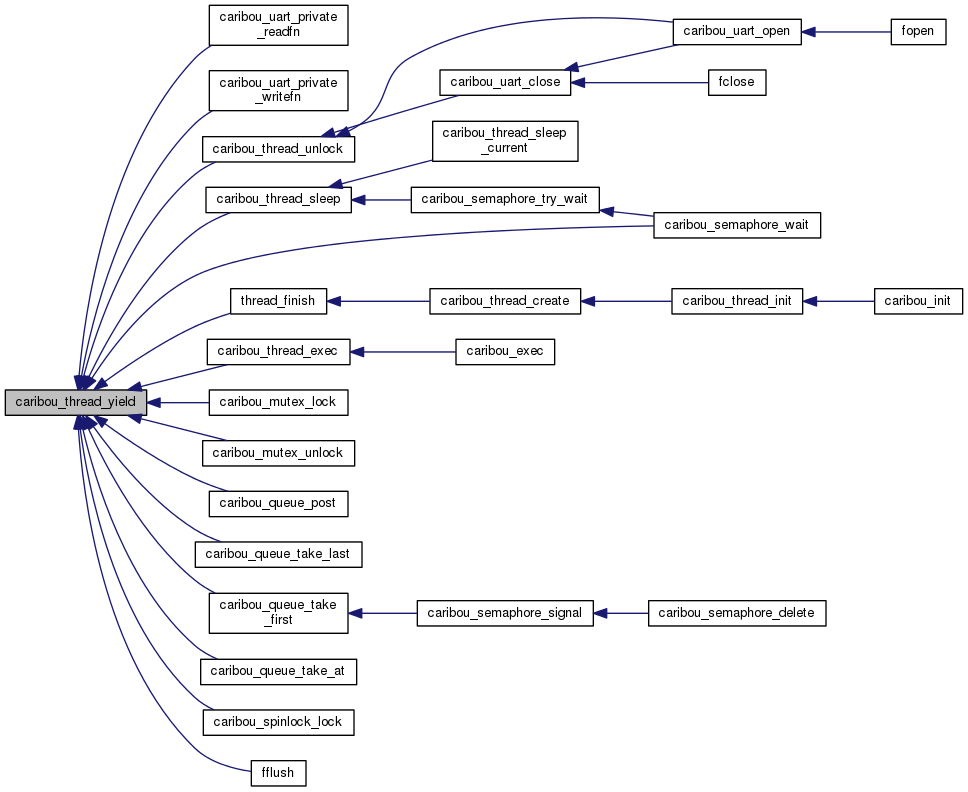 caribou_uart_private
_readfn
caribou_uart_open
fopen
caribou_uart_private
_writefn
caribou_uart_close
fclose
caribou_thread_unlock
caribou_thread_sleep
_current
caribou_thread_sleep
caribou_semaphore_try_wait
caribou_semaphore_wait
thread_finish
caribou_thread_create
caribou_thread_init
caribou_init
caribou_thread_exec
caribou_exec
caribou_thread_yield
caribou_mutex_lock
caribou_mutex_unlock
caribou_queue_post
caribou_queue_take_last
caribou_queue_take
_first
caribou_semaphore_signal
caribou_semaphore_delete
caribou_queue_take_at
caribou_spinlock_lock
fflush